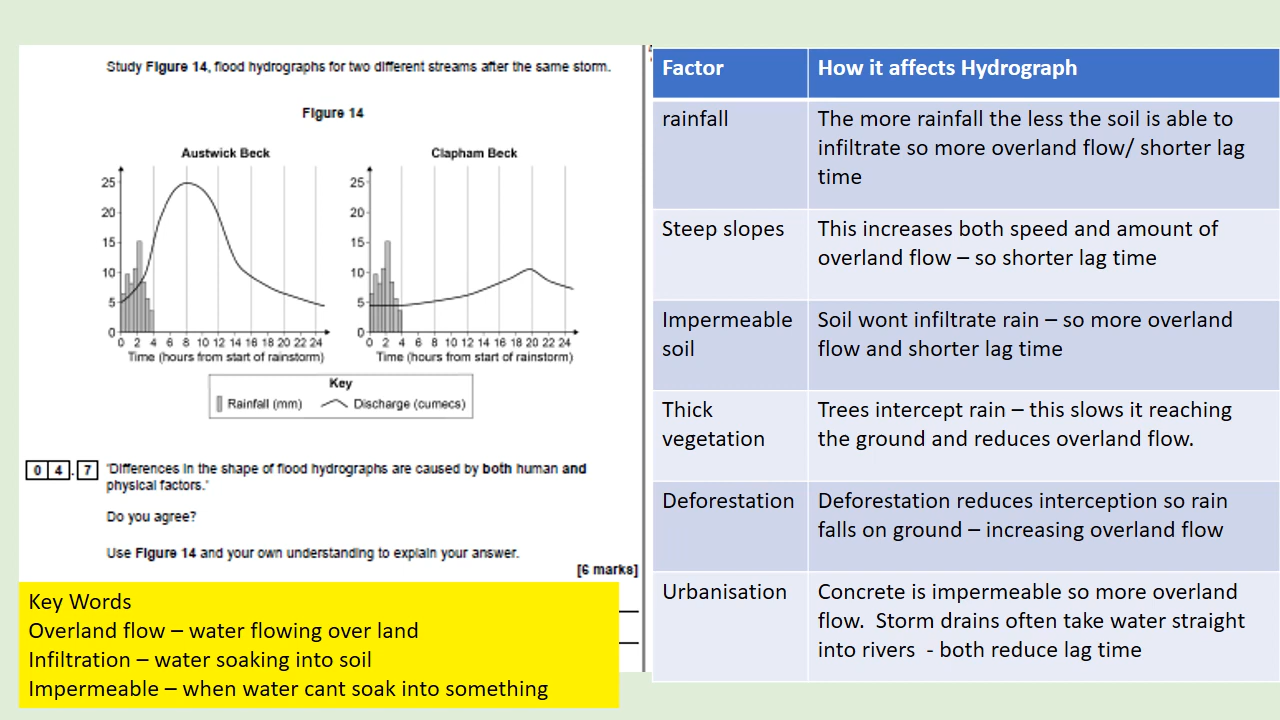 Study Figure 14, flood hydrographs for two different streams after the same storm.
Figure 14
Austwick Beck
25
20
15
10
5
0
0 2 4 6 8 10 12 14 16 18 20 22 24
Time (hours from start of rainstorm)
Clapham Beck
25
20
15
10
5
0
0 2 4 6 8 10 12 14 16 18 20 22 24
Time (hours from start of rainstorm)
Key
Rainfall (mm) Discharge (cumecs)
0 4 . 7 'Differences in the shape of flood hydrographs are caused by both human and
physical factors.'
Do you agree?
Use Figure 14 and your own understanding to explain your answer.
[6 marks]
Key Words
Overland flow – water flowing over land
Infiltration – water soaking into soil
Impermeable – when water cant soak into something
Factor How it affects Hydrograph
rainfall The more rainfall the less the soil is able to
infiltrate so more overland flow/ shorter lag
time
Steep slopes This increases both speed and amount of
overland flow – so shorter lag time
Impermeable Soil wont infiltrate rain – so more overland
soil flow and shorter lag time
Thick Trees intercept rain – this slows it reaching
vegetation the ground and reduces overland flow.
Deforestation Deforestation reduces interception so rain
falls on ground – increasing overland flow
Urbanisation Concrete is impermeable so more overland
flow. Storm drains often take water straight
into rivers - both reduce lag time